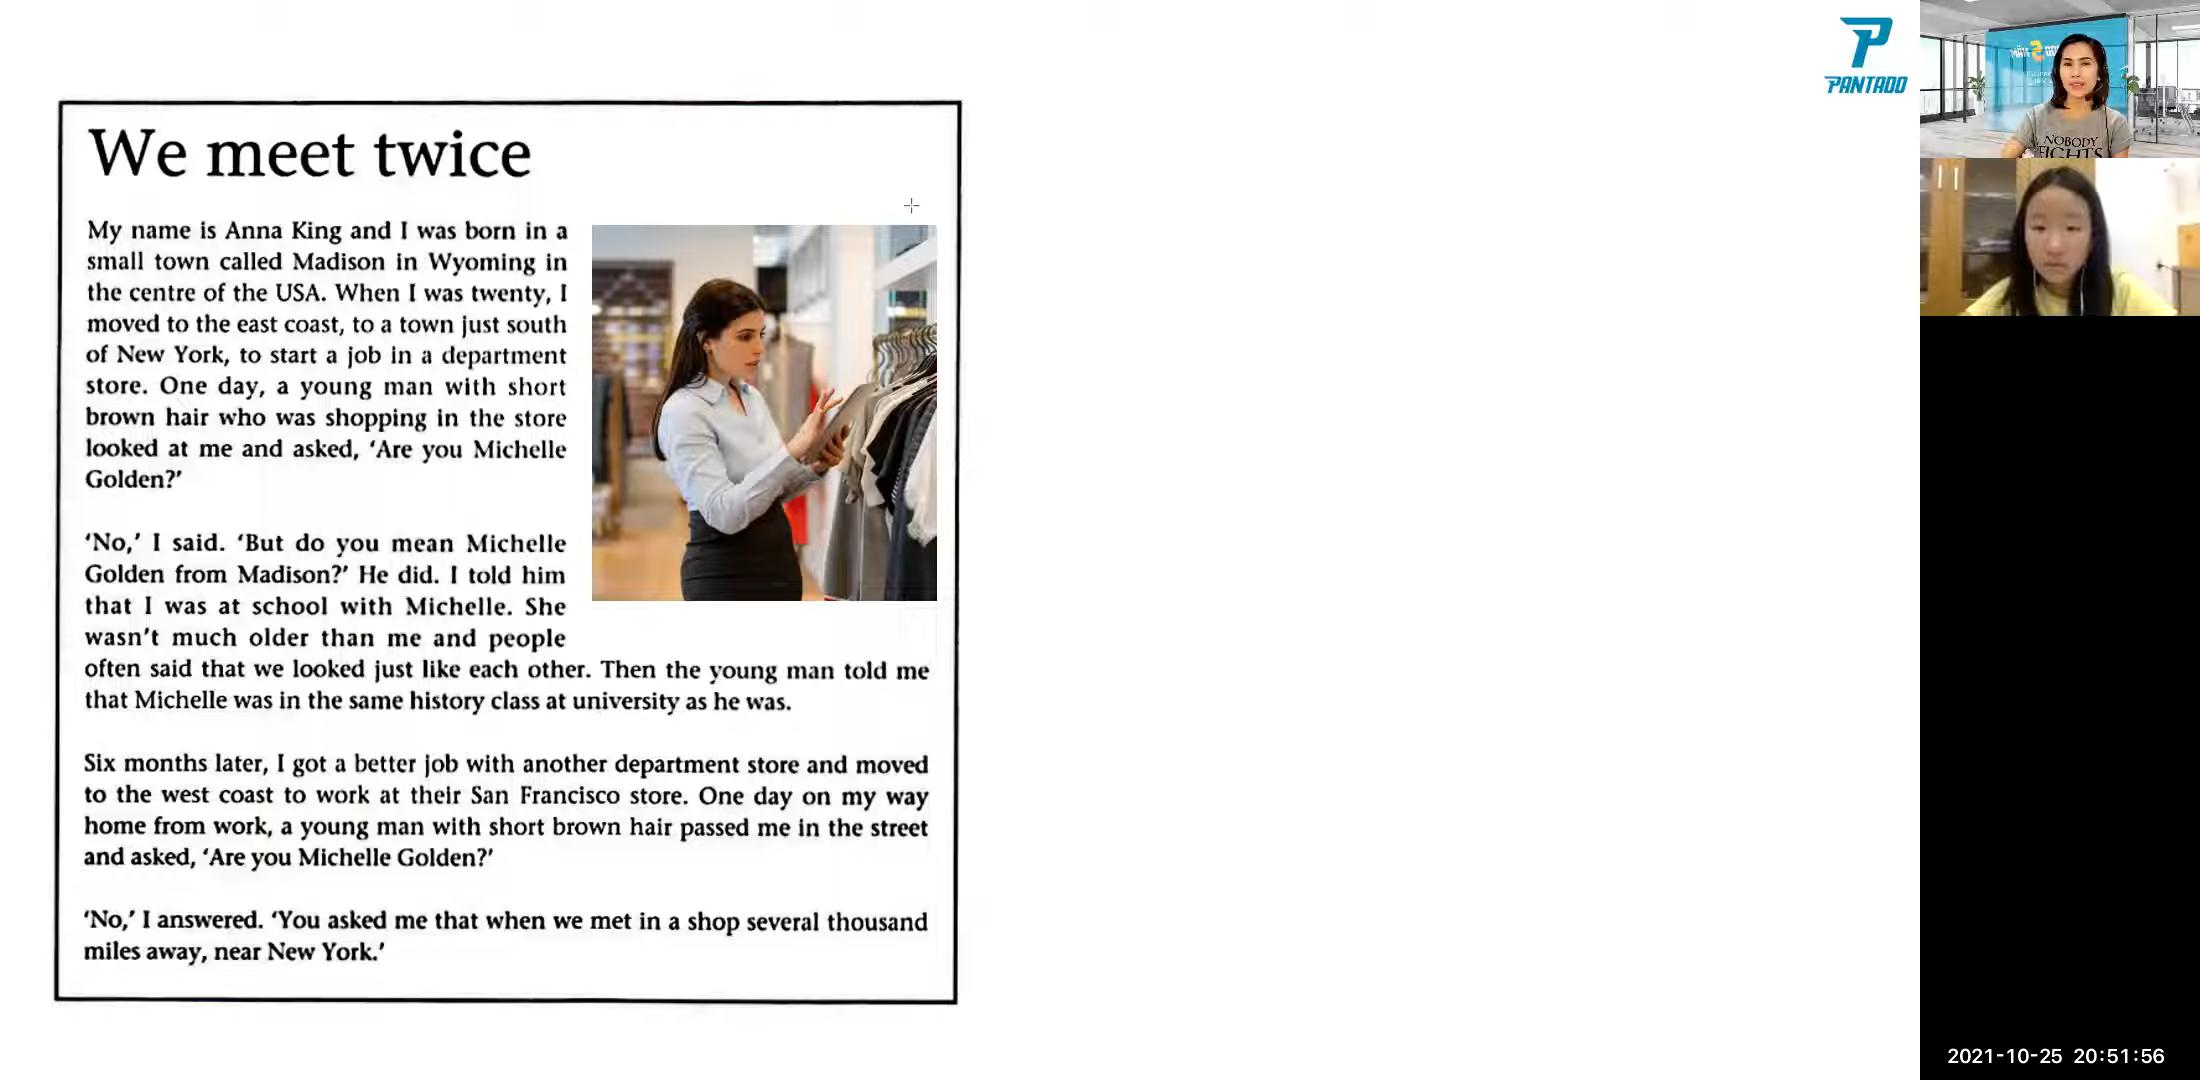 We meet twice
My name is Anna King and I was born in a
small town called Madison in Wyoming in
the centre of the USA. When I was twenty, I
moved to the east coast, to a town just south
of New York, to start a job in a department
store. One day, a young man with short
brown hair who was shopping in the store
looked at me and asked, ‘Are you Michelle
Golden?’
‘No,’ I said. ‘But do you mean Michelle
Golden from Madison?’ He did. I told him
that I was at school with Michelle. She
wasn’t much older than me and people
often said that we looked just like each other. Then the young man told me
that Michelle was in the same history class at university as he was.
Six months later, I got a better job with another department store and moved
to the west coast to work at their San Francisco store. One day on my way
home from work, a young man with short brown hair passed me in the street
and asked, ‘Are you Michelle Golden?’
‘No,’ I answered. ‘You asked me that when we met in a shop several thousand
miles away, near New York.’
PANTADO
NOBODY
FIGHTS
2021-10-25 20:51:56